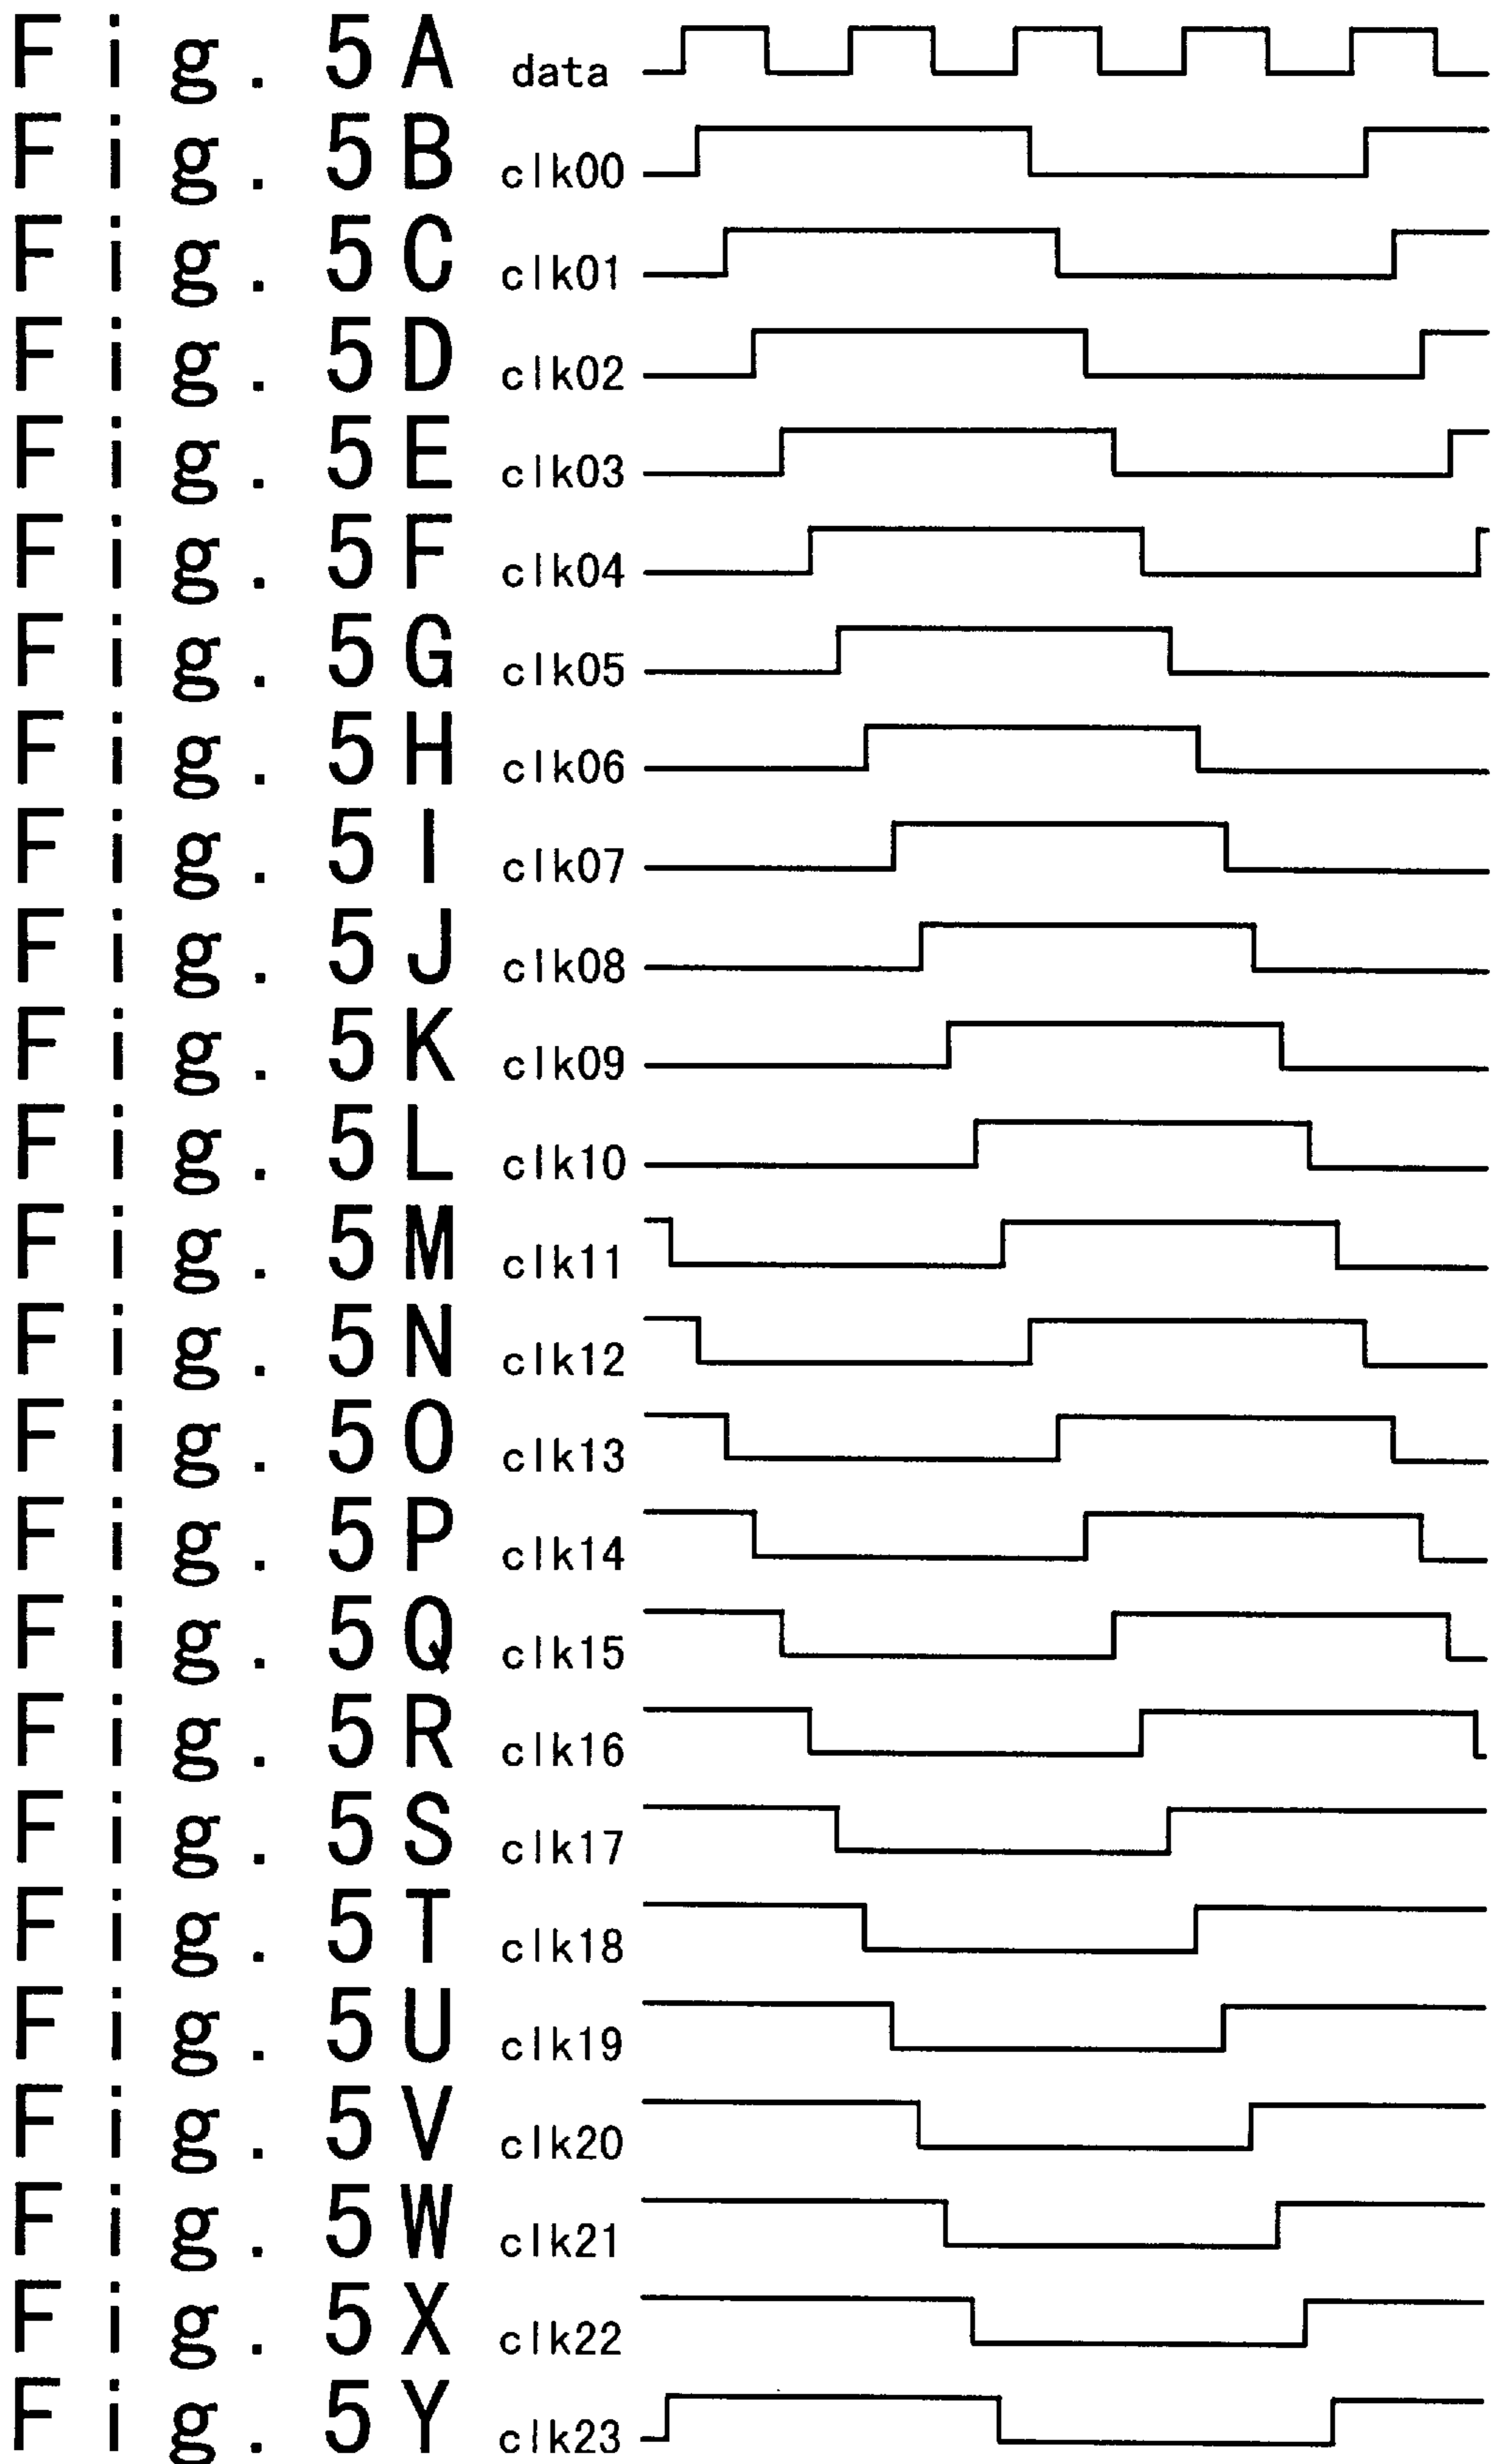 Fig. 5A data
Fig. 5B clk00
Fig. 5C clk01
Fig. 5D clk02
Fig. 5E clk03
Fig. 5F clk04
Fig. 5G clk05
Fig. 5H clk06
Fig. 5I clk07
Fig. 5J clk08
Fig. 5K clk09
Fig. 5L clk10
Fig. 5M clk11
Fig. 5N clk12
Fig. 5O clk13
Fig. 5P clk14
Fig. 5Q clk15
Fig. 5R clk16
Fig. 5S clk17
Fig. 5T clk18
Fig. 5U clk19
Fig. 5V clk20
Fig. 5W clk21
Fig. 5X clk22
Fig. 5Y clk23